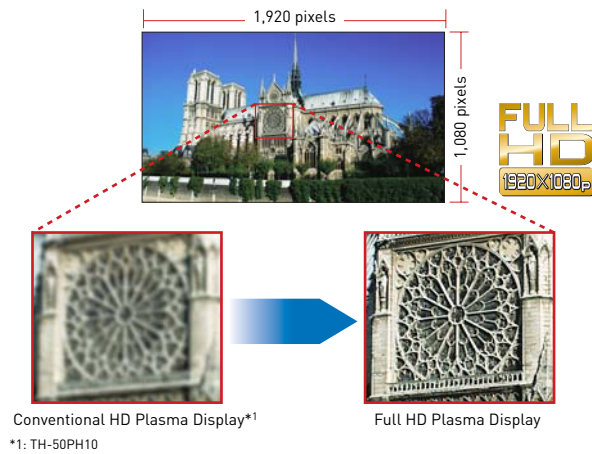 1,920 pixels
1,080 pixels
FULL
HD
1920X1080p
Conventional HD Plasma Display*1
Full HD Plasma Display
*1: TH-50PH10